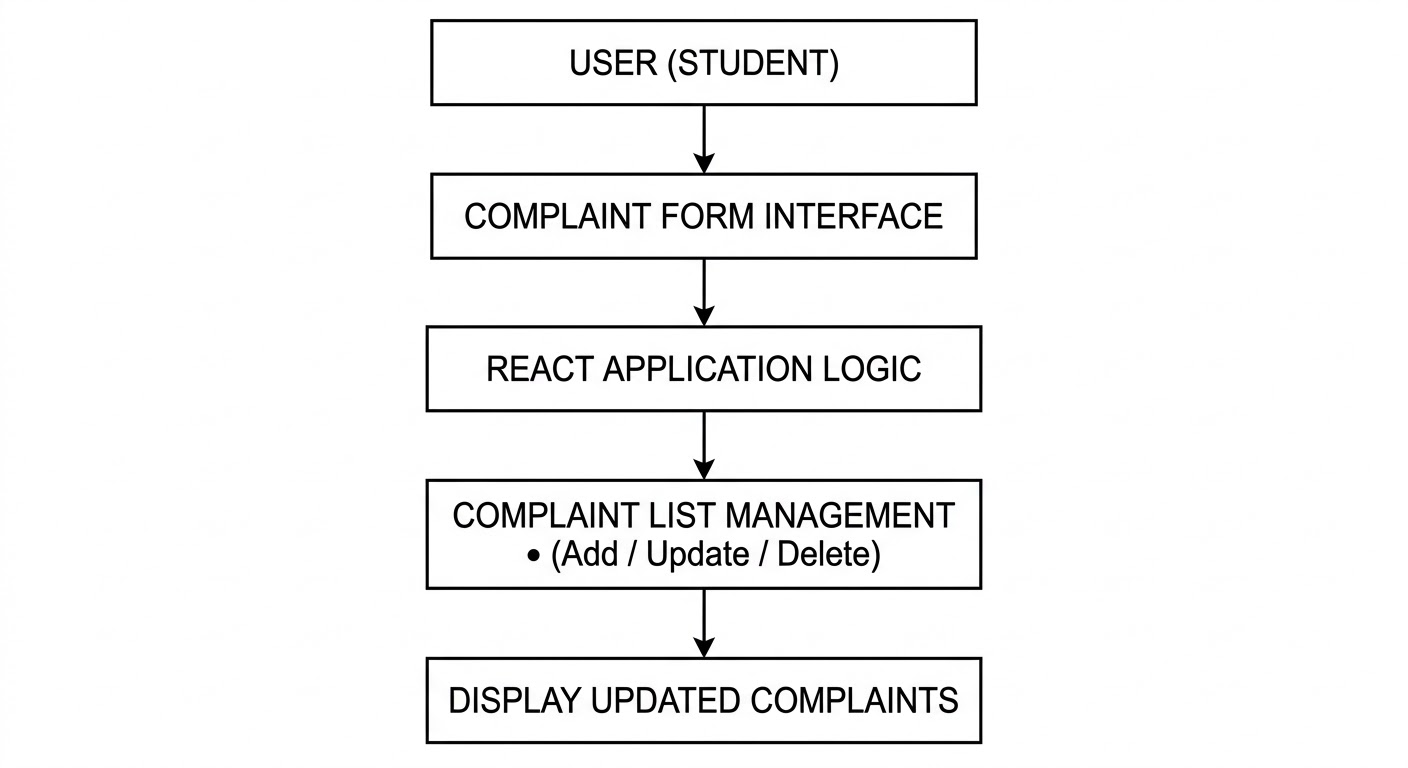 USER (STUDENT)
COMPLAINT FORM INTERFACE
REACT APPLICATION LOGIC
COMPLAINT LIST MANAGEMENT
• (Add / Update / Delete)
DISPLAY UPDATED COMPLAINTS